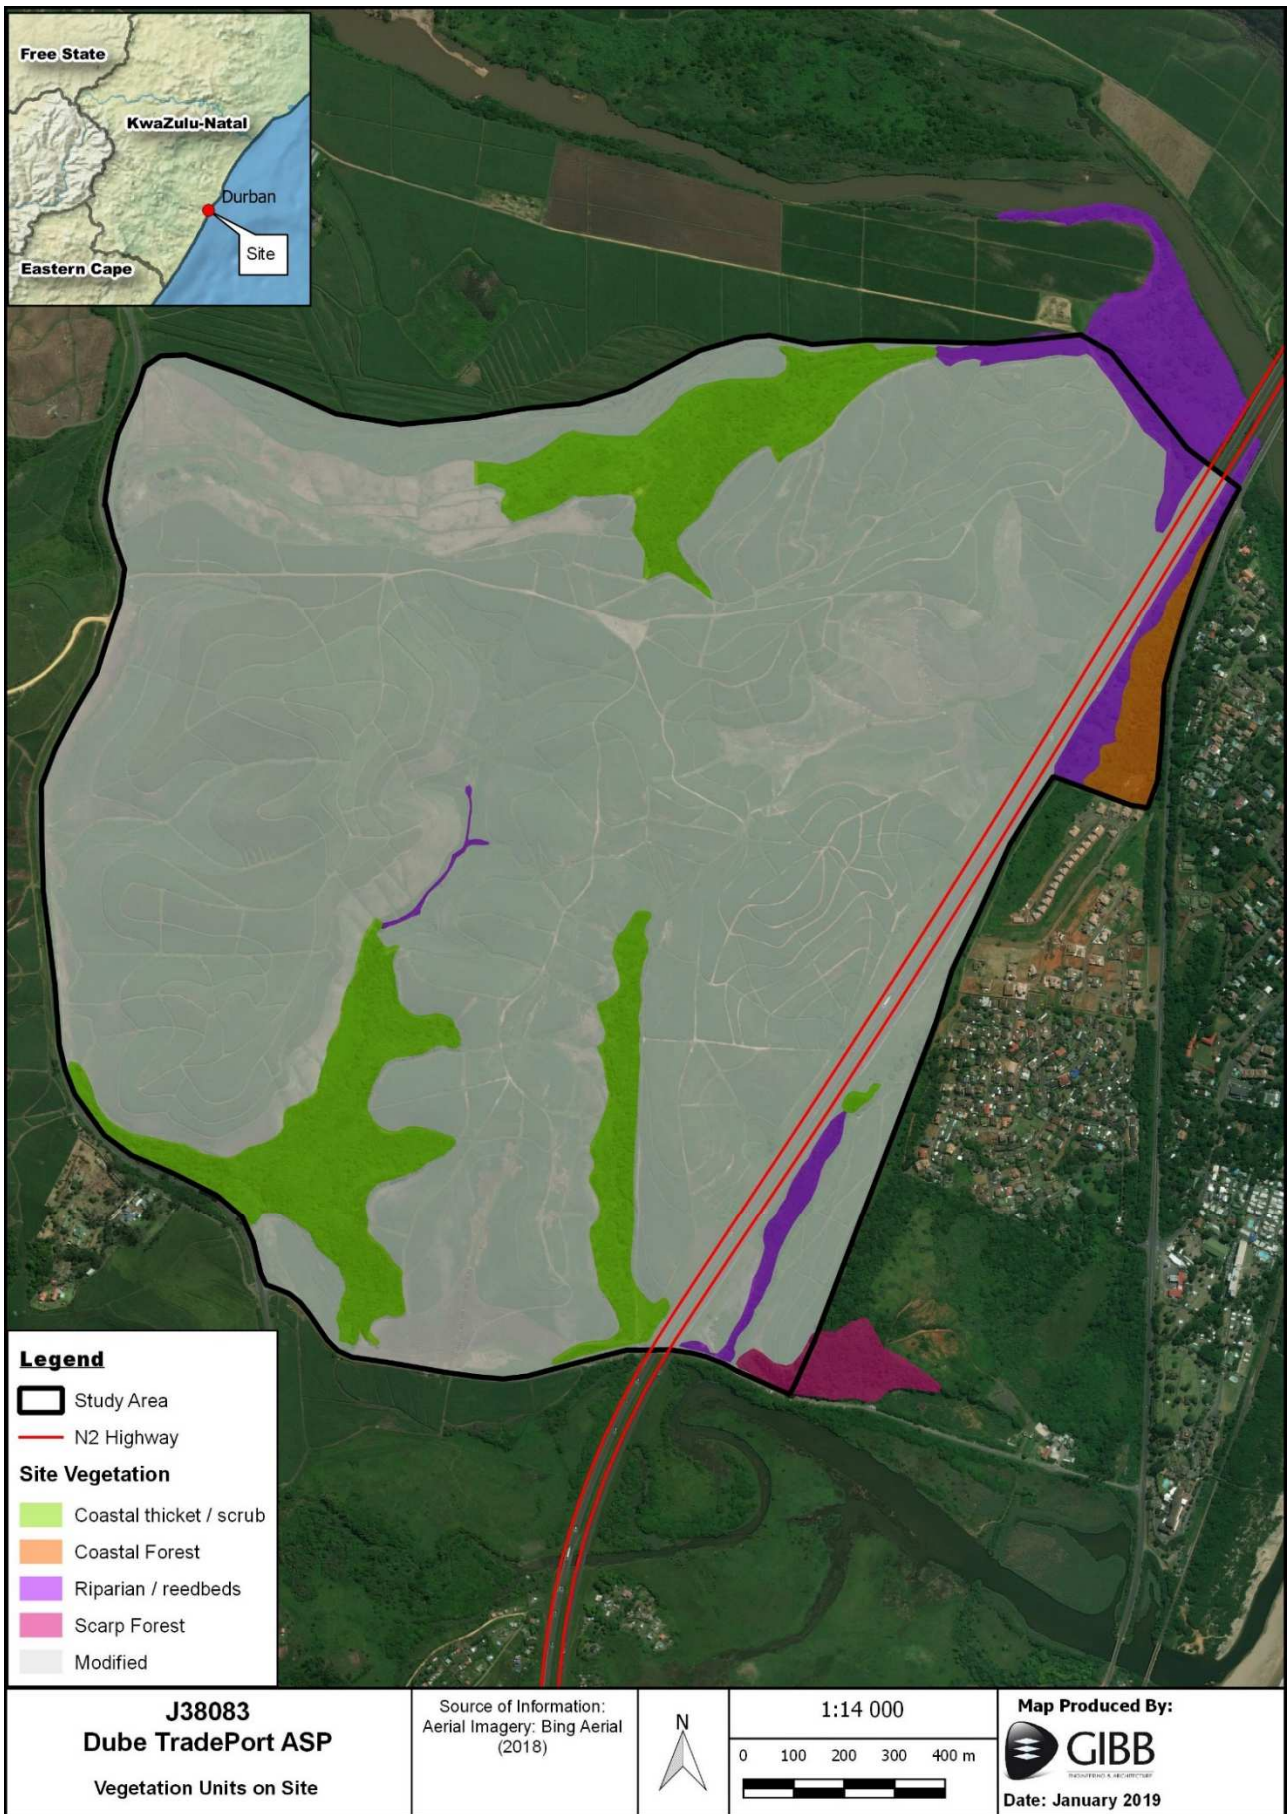 Free State
KwaZulu-Natal
Durban
Site
Eastern Cape
Legend
Study Area
N2 Highway
Site Vegetation
Coastal thicket / scrub
Coastal Forest
Riparian / reedbeds
Scarp Forest
Modified
J38083
Dube TradePort ASP
Vegetation Units on Site
Source of Information:
Aerial Imagery: Bing Aerial
(2018)
N
1:14 000
0 100 200 300 400 m
Map Produced By:
GIBB
ENGINEERING & ARCHITECTURE
Date: January 2019